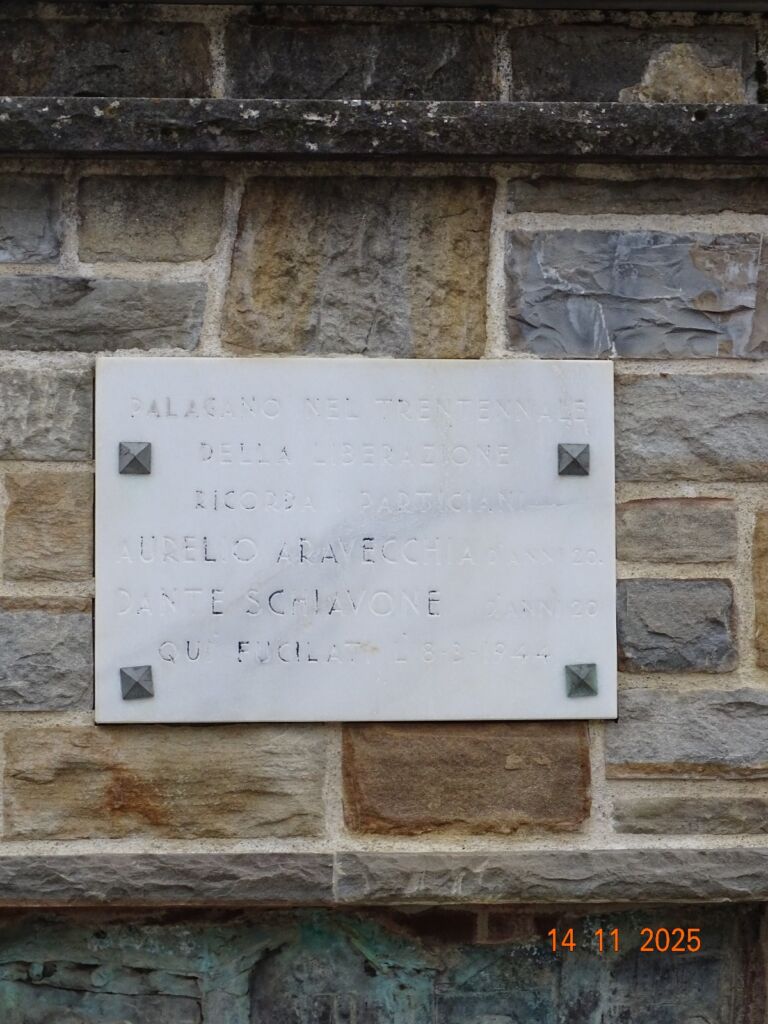 PALAGANO NEL TRENTENNALE
DELLA LIBERAZIONE
RICORDA I PARTIGIANI
AURELIO ARAVECCHIA D'ANNI 20.
DANTE SCHIAVONE D'ANNI 20
QUI FUCILATI L' 8-3-1944
14 11 2025